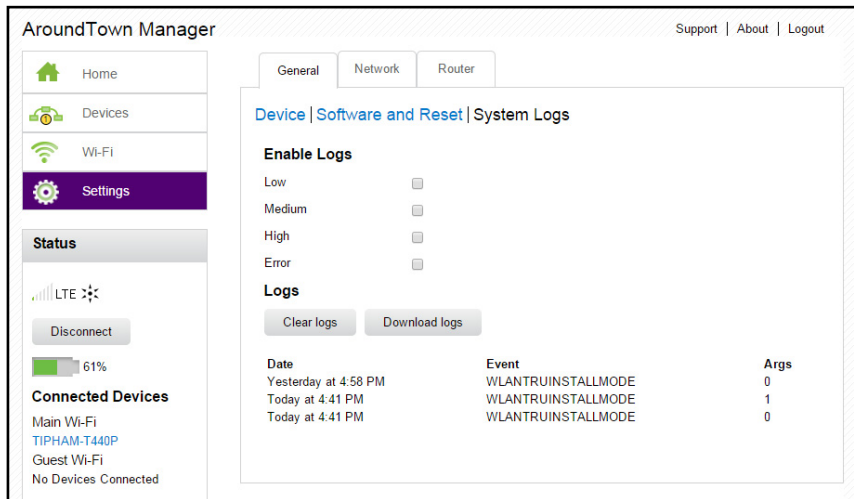 AroundTown Manager
Support | About | Logout
Home
Devices
Wi-Fi
Settings
Status
LTE
Disconnect
61%
Connected Devices
Main Wi-Fi
TIPHAM-T440P
Guest Wi-Fi
No Devices Connected
General Network Router
Device | Software and Reset | System Logs
Enable Logs
Low
Medium
High
Error
Logs
Clear logs Download logs
Date Event Args
Yesterday at 4:58 PM WLANTRUINSTALLMODE 0
Today at 4:41 PM WLANTRUINSTALLMODE 1
Today at 4:41 PM WLANTRUINSTALLMODE 0